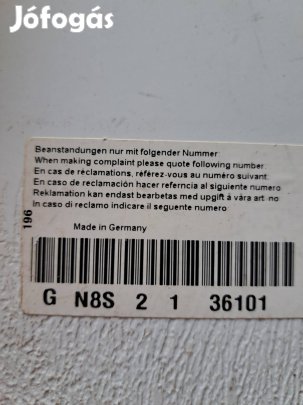 Jófogás
Beanstandungen nur mit folgender Nummer
When making complaint please quote following number
En cas de réclamations, référez-vous au numéro suivant:
En caso de reclamación hacer referncia al siguiente numero
Reklamation kan endast bearbetas med upgift å våra art no
In caso di reclamo indicare il seguente numero
196
Made in Germany
G N8S 2 1 36101